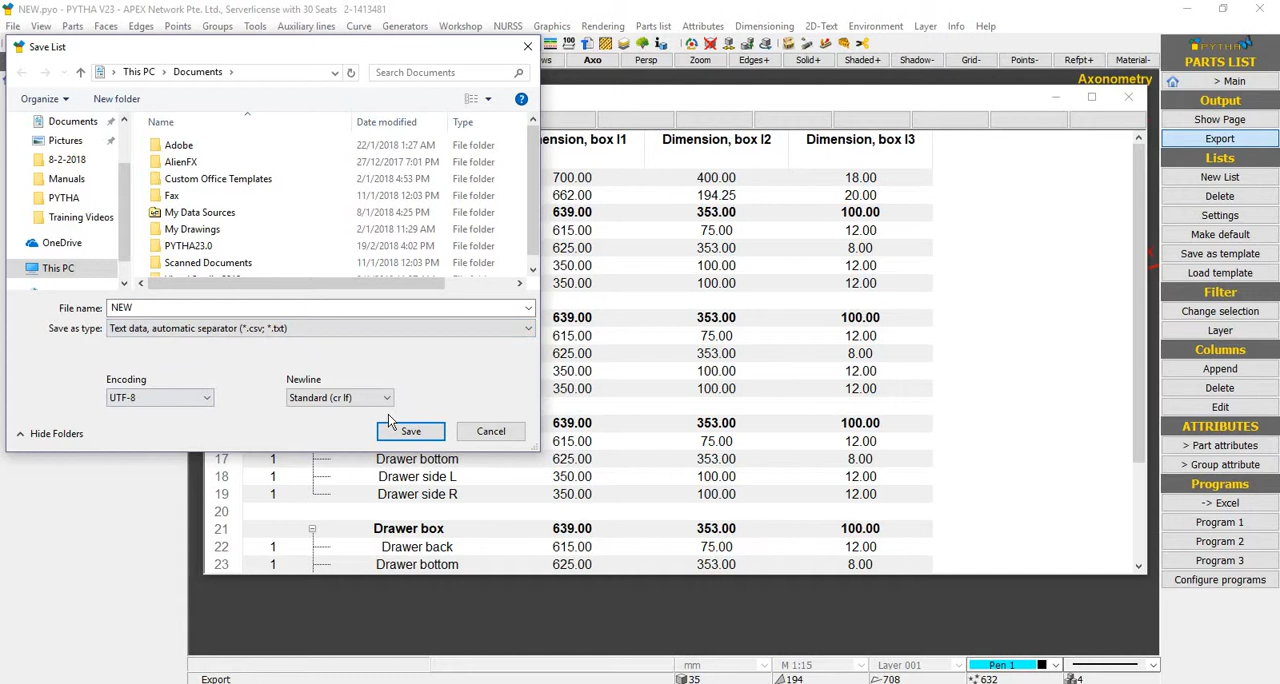 NEW.pyo - PYTHA V23 - APEX Network Pte. Ltd., Serverlicense with 30 Seats 2-1413481
File View Parts Faces Edges Points Groups Tools Auxiliary lines Curves Generators Workshop NURSS Graphics Rendering Parts list Attributes Dimensioning 2D-Text Environment Layer Info Help
Save List
This PC > Documents >
Search Documents
Organize
New folder
Documents
Pictures
8-2-2018
Manuals
PYTHA
Training Videos
OneDrive
This PC
Name Date modified Type
Adobe 22/1/2018 1:27 AM File folder
AlienFX 27/12/2017 7:01 PM File folder
Custom Office Templates 2/1/2018 4:53 PM File folder
Fax 11/1/2018 12:03 PM File folder
My Data Sources 8/1/2018 4:25 PM File folder
My Drawings 2/1/2018 11:29 AM File folder
PYTHA23.0 19/2/2018 4:02 PM File folder
Scanned Documents 11/1/2018 12:03 PM File folder
File name: NEW
Save as type: Text data, automatic separator (*.csv; *.txt)
Encoding
UTF-8
Newline
Standard (cr lf)
Hide Folders
Save
Cancel
ews Axo Persp Zoom Edges+ Solid+ Shaded+ Shadow- Grid- Points- Refpt+ Material-
Axonometry
ension, box l1 Dimension, box l2 Dimension, box l3
700.00 400.00 18.00
662.00 194.25 20.00
639.00 353.00 100.00
615.00 75.00 12.00
625.00 353.00 8.00
350.00 100.00 12.00
350.00 100.00 12.00
639.00 353.00 100.00
615.00 75.00 12.00
625.00 353.00 8.00
350.00 100.00 12.00
350.00 100.00 12.00
639.00 353.00 100.00
615.00 75.00 12.00
17 1 Drawer bottom 625.00 353.00 8.00
18 1 Drawer side L 350.00 100.00 12.00
19 1 Drawer side R 350.00 100.00 12.00
20
21 Drawer box 639.00 353.00 100.00
22 1 Drawer back 615.00 75.00 12.00
23 1 Drawer bottom 625.00 353.00 8.00
PYTHA
PARTS LIST
> Main
Output
Show Page
Export
Lists
New List
Delete
Settings
Make default
Save as template
Load template
Filter
Change selection
Layer
Columns
Append
Delete
Edit
ATTRIBUTES
> Part attributes
> Group attribute
Programs
-> Excel
Program 1
Program 2
Program 3
Configure programs
mm M 1:15 Layer 001 Pen 1
Export 35 194 708 632 4